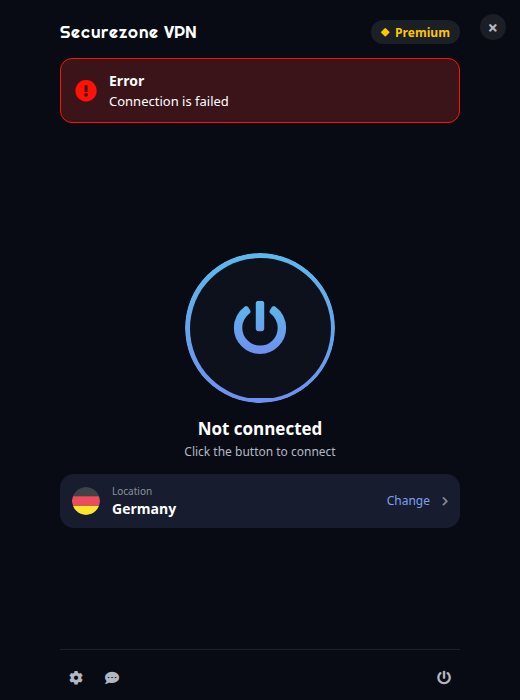 Securezone VPN
Premium
Error
Connection is failed
Not connected
Click the button to connect
Location
Germany
Change